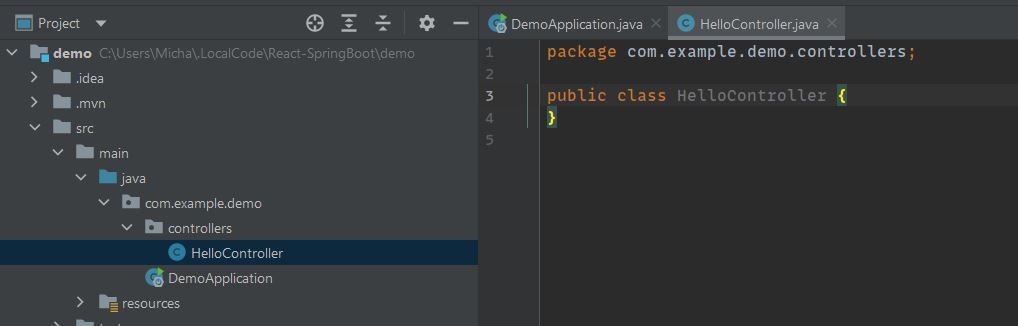 Project
DemoApplication.java
HelloController.java
demo C:\Users\Micha\.LocalCode\React-SpringBoot\demo
.idea
.mvn
src
main
java
com.example.demo
controllers
HelloController
DemoApplication
resources
1 package com.example.demo.controllers;
2
3 public class HelloController {
4 }
5